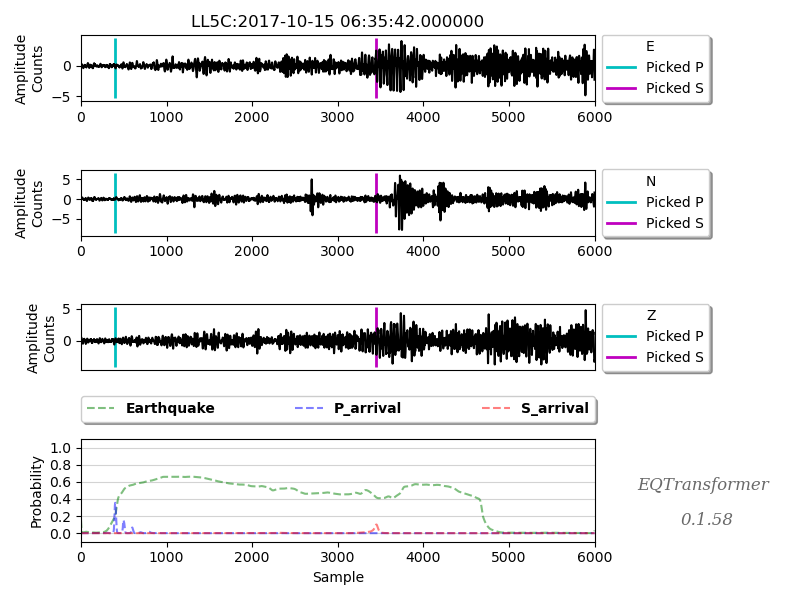 LL5C:2017-10-15 06:35:42.000000
Amplitude
Counts
0
−5
0 1000 2000 3000 4000 5000 6000
E
Picked P
Picked S
Amplitude
Counts
5
0
−5
0 1000 2000 3000 4000 5000 6000
N
Picked P
Picked S
Amplitude
Counts
5
0
Z
Picked P
Picked S
Earthquake P_arrival S_arrival
Probability
1.0
0.8
0.6
0.4
0.2
0.0
0 1000 2000 3000 4000 5000 6000
Sample
EQTransformer
0.1.58